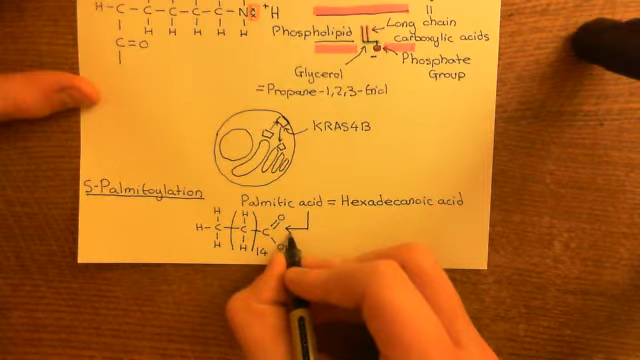 H-C-C-C-C-C-N ⁺H
C H H H H H
C=O
Phospholipid
Long chain
carboxylic acids
Phosphate
Group
Glycerol
= Propane-1,2,3-triol
KRAS4B
S-Palmitoylation
Palmitic acid = Hexadecanoic acid
H H O
H-C-(C)-C
H H 14 O